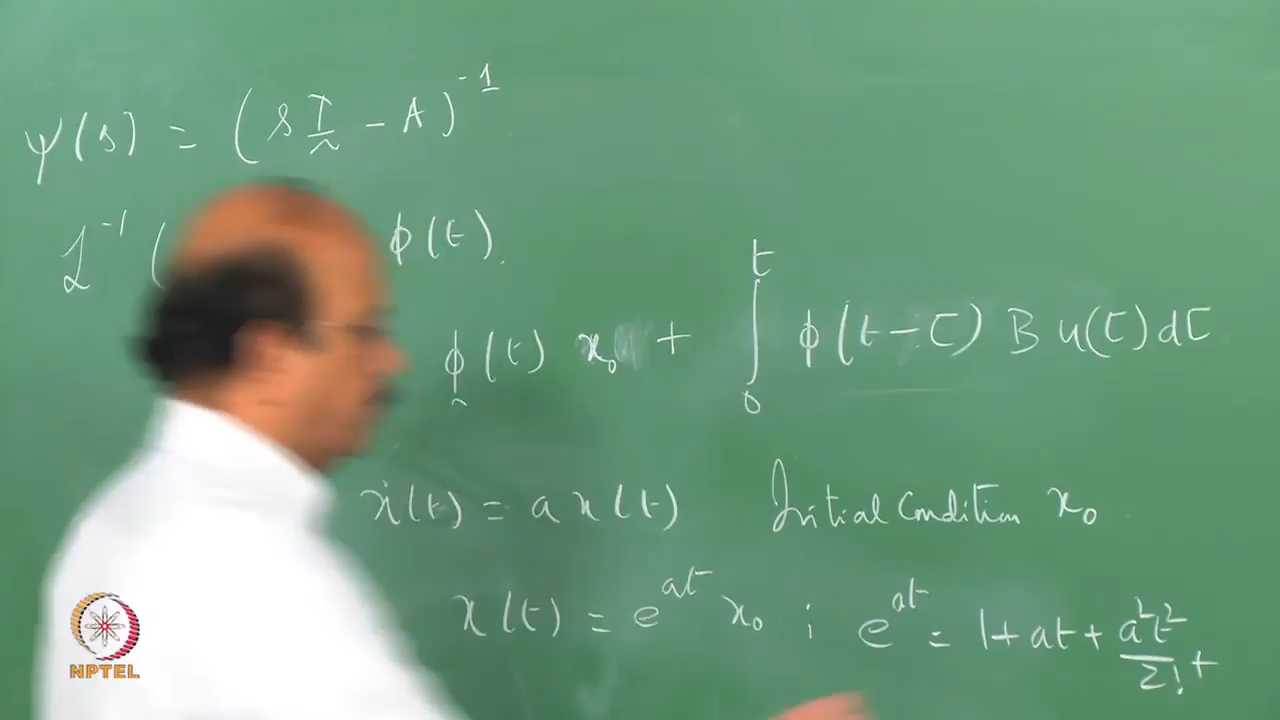 ψ(s) = (sI − A)⁻¹
ℒ⁻¹ ( φ(t).
φ(t) x₀ + ∫₀ᵗ φ(t−τ) B u(τ) dτ
ẋ(t) = a x(t) Initial Condition x₀
x(t) = e^{at} x₀ ; e^{at} = 1 + at + a²t²/2! +
NPTEL